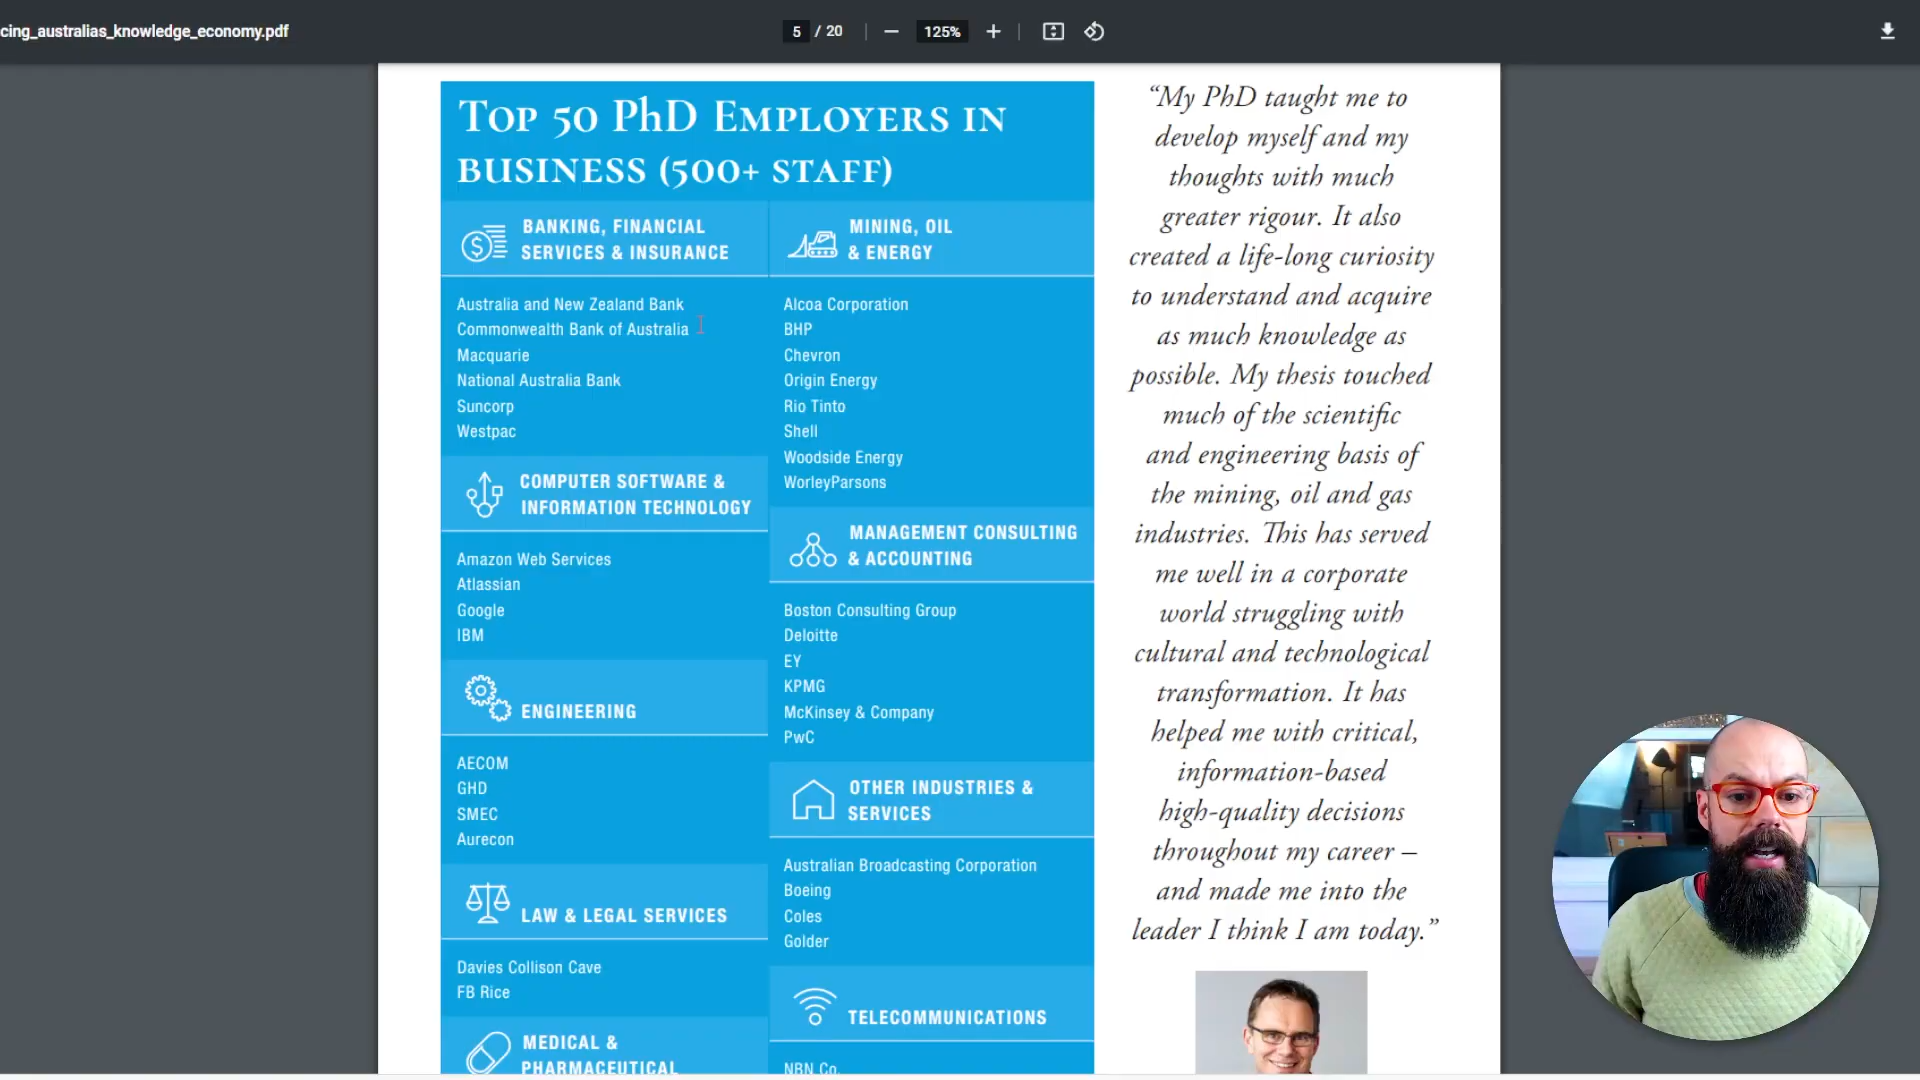 cing_australias_knowledge_economy.pdf
5 / 20
125%
Top 50 PhD Employers in
business (500+ staff)
BANKING, FINANCIAL
SERVICES & INSURANCE
Australia and New Zealand Bank
Commonwealth Bank of Australia
Macquarie
National Australia Bank
Suncorp
Westpac
COMPUTER SOFTWARE &
INFORMATION TECHNOLOGY
Amazon Web Services
Atlassian
Google
IBM
ENGINEERING
AECOM
GHD
SMEC
Aurecon
LAW & LEGAL SERVICES
Davies Collison Cave
FB Rice
MEDICAL &
PHARMACEUTICAL
MINING, OIL
& ENERGY
Alcoa Corporation
BHP
Chevron
Origin Energy
Rio Tinto
Shell
Woodside Energy
WorleyParsons
MANAGEMENT CONSULTING
& ACCOUNTING
Boston Consulting Group
Deloitte
EY
KPMG
McKinsey & Company
PwC
OTHER INDUSTRIES &
SERVICES
Australian Broadcasting Corporation
Boeing
Coles
Golder
TELECOMMUNICATIONS
NBN Co.
“My PhD taught me to
develop myself and my
thoughts with much
greater rigour. It also
created a life-long curiosity
to understand and acquire
as much knowledge as
possible. My thesis touched
much of the scientific
and engineering basis of
the mining, oil and gas
industries. This has served
me well in a corporate
world struggling with
cultural and technological
transformation. It has
helped me with critical,
information-based
high-quality decisions
throughout my career –
and made me into the
leader I think I am today.”